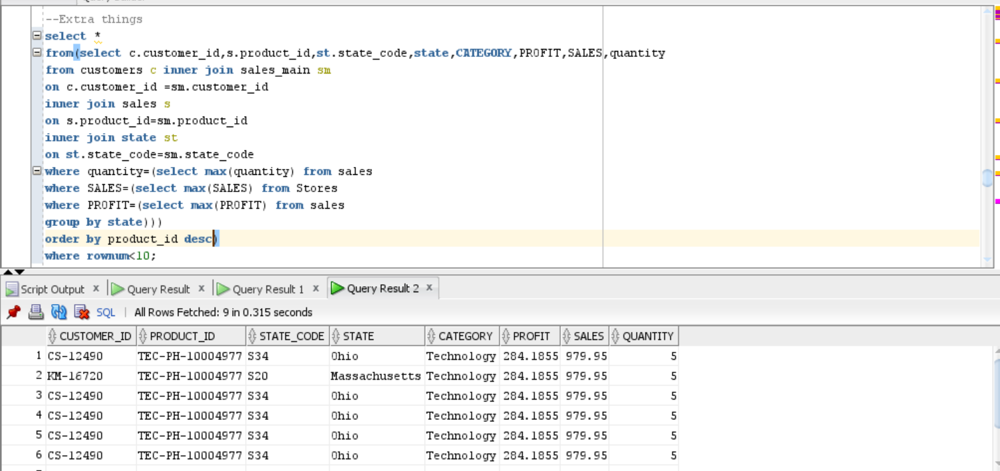 --Extra things
select *
from(select c.customer_id,s.product_id,st.state_code,state,CATEGORY,PROFIT,SALES,quantity
from customers c inner join sales_main sm
on c.customer_id =sm.customer_id
inner join sales s
on s.product_id=sm.product_id
inner join state st
on st.state_code=sm.state_code
where quantity=(select max(quantity) from sales
where SALES=(select max(SALES) from Stores
where PROFIT=(select max(PROFIT) from sales
group by state)))
order by product_id desc)
where rownum<10;
Script Output x Query Result x Query Result 1 x Query Result 2 x
SQL | All Rows Fetched: 9 in 0.315 seconds
CUSTOMER_ID PRODUCT_ID STATE_CODE STATE CATEGORY PROFIT SALES QUANTITY
1 CS-12490 TEC-PH-10004977 S34 Ohio Technology 284.1855 979.95 5
2 KM-16720 TEC-PH-10004977 S20 Massachusetts Technology 284.1855 979.95 5
3 CS-12490 TEC-PH-10004977 S34 Ohio Technology 284.1855 979.95 5
4 CS-12490 TEC-PH-10004977 S34 Ohio Technology 284.1855 979.95 5
5 CS-12490 TEC-PH-10004977 S34 Ohio Technology 284.1855 979.95 5
6 CS-12490 TEC-PH-10004977 S34 Ohio Technology 284.1855 979.95 5